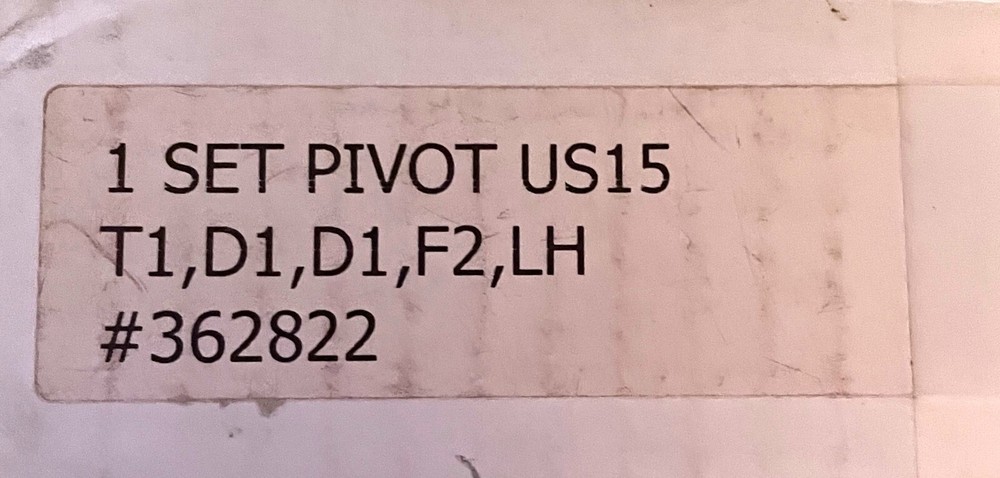 1 SET PIVOT US15
T1,D1,D1,F2,LH
#362822